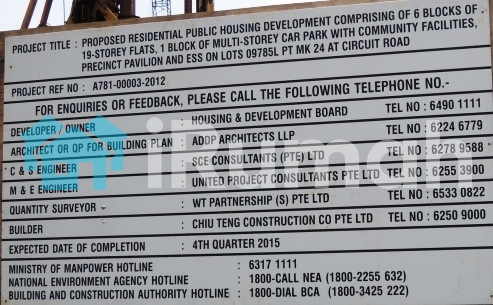 PROJECT TITLE : PROPOSED RESIDENTIAL PUBLIC HOUSING DEVELOPMENT COMPRISING OF 6 BLOCKS OF
19-STOREY FLATS, 1 BLOCK OF MULTI-STOREY CAR PARK WITH COMMUNITY FACILITIES,
PRECINCT PAVILION AND ESS ON LOTS 09785L PT MK 24 AT CIRCUIT ROAD
PROJECT REF NO : A781-00003-2012
FOR ENQUIRIES OR FEEDBACK, PLEASE CALL THE FOLLOWING TELEPHONE NO.-
DEVELOPER / OWNER : HOUSING & DEVELOPMENT BOARD TEL NO : 6490 1111
ARCHITECT OR QP FOR BUILDING PLAN : ADDP ARCHITECTS LLP TEL NO : 6224 6779
C & S ENGINEER : SCE CONSULTANTS (PTE) LTD TEL NO : 6278 9588
M & E ENGINEER : UNITED PROJECT CONSULTANTS PTE LTD TEL NO : 6255 3900
QUANTITY SURVEYOR : WT PARTNERSHIP (S) PTE LTD TEL NO : 6533 0822
BUILDER : CHIU TENG CONSTRUCTION CO PTE LTD TEL NO : 6250 9000
EXPECTED DATE OF COMPLETION : 4TH QUARTER 2015
MINISTRY OF MANPOWER HOTLINE : 6317 1111
NATIONAL ENVIRONMENT AGENCY HOTLINE : 1800-CALL NEA (1800-2255 632)
BUILDING AND CONSTRUCTION AUTHORITY HOTLINE : 1800-DIAL BCA (1800-3425 222)
iRumah